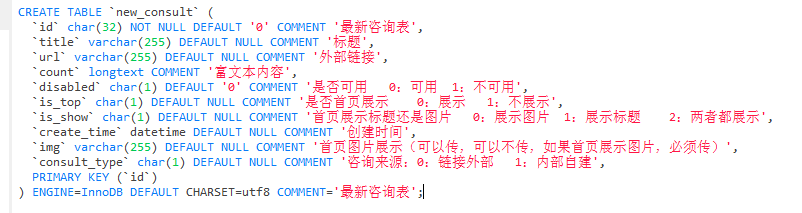 CREATE TABLE `new_consult` (
  `id` char(32) NOT NULL DEFAULT '0' COMMENT '最新咨询表',
  `title` varchar(255) DEFAULT NULL COMMENT '标题',
  `url` varchar(255) DEFAULT NULL COMMENT '外部链接',
  `count` longtext COMMENT '富文本内容',
  `disabled` char(1) DEFAULT '0' COMMENT '是否可用   0：可用  1：不可用',
  `is_top` char(1) DEFAULT NULL COMMENT '是否首页展示    0：展示   1：不展示',
  `is_show` char(1) DEFAULT NULL COMMENT '首页展示标题还是图片   0：展示图片  1：展示标题    2：两者都展示',
  `create_time` datetime DEFAULT NULL COMMENT '创建时间',
  `img` varchar(255) DEFAULT NULL COMMENT '首页图片展示（可以传，可以不传，如果首页展示图片，必须传）',
  `consult_type` char(1) DEFAULT NULL COMMENT '咨询来源：0：链接外部   1：内部自建',
  PRIMARY KEY (`id`)
) ENGINE=InnoDB DEFAULT CHARSET=utf8 COMMENT='最新咨询表';